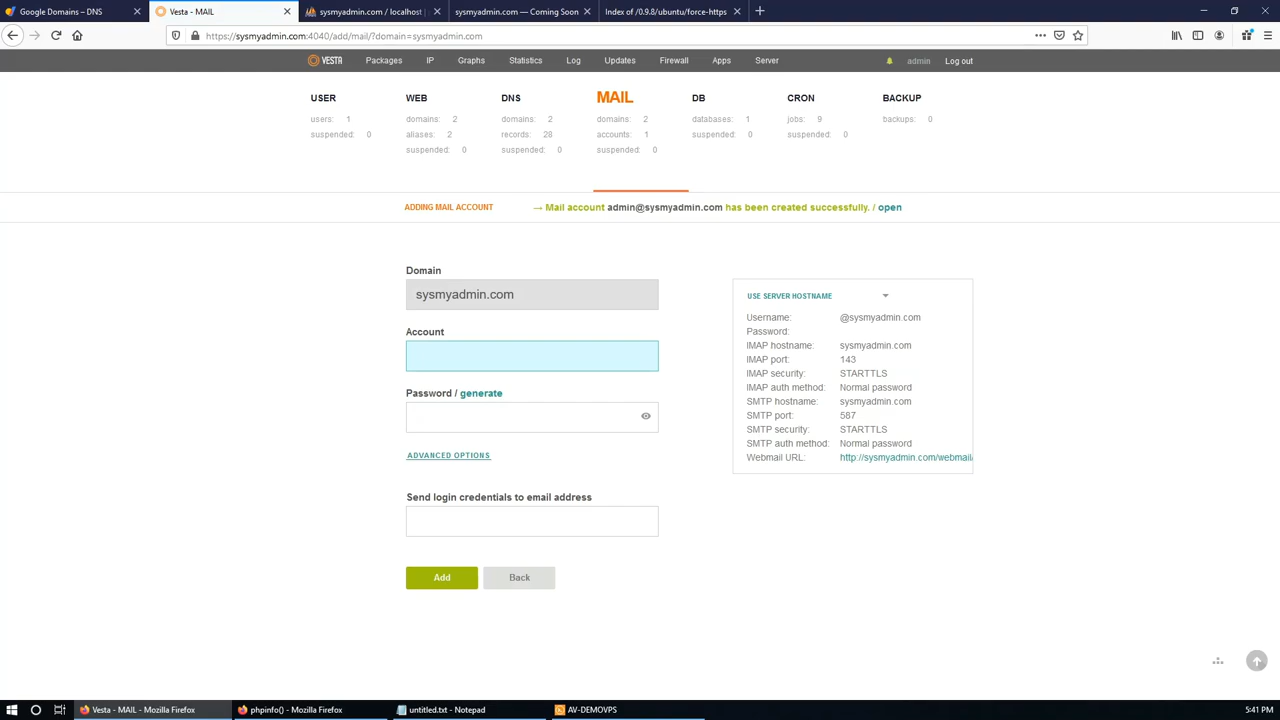 Google Domains – DNS
Vesta - MAIL
sysmyadmin.com / localhost |
sysmyadmin.com — Coming Soon
Index of /0.9.8/ubuntu/force-https
https://sysmyadmin.com:4040/add/mail/?domain=sysmyadmin.com
VESTA Packages IP Graphs Statistics Log Updates Firewall Apps Server admin Log out
USER WEB DNS MAIL DB CRON BACKUP
users: 1 domains: 2 domains: 2 domains: 2 databases: 1 jobs: 9 backups: 0
suspended: 0 aliases: 2 records: 28 accounts: 1 suspended: 0 suspended: 0
suspended: 0 suspended: 0 suspended: 0
ADDING MAIL ACCOUNT → Mail account admin@sysmyadmin.com has been created successfully. / open
Domain
sysmyadmin.com
Account
Password / generate
ADVANCED OPTIONS
Send login credentials to email address
Add Back
USE SERVER HOSTNAME
Username: @sysmyadmin.com
Password:
IMAP hostname: sysmyadmin.com
IMAP port: 143
IMAP security: STARTTLS
IMAP auth method: Normal password
SMTP hostname: sysmyadmin.com
SMTP port: 587
SMTP security: STARTTLS
SMTP auth method: Normal password
Webmail URL: http://sysmyadmin.com/webmail/
Vesta - MAIL - Mozilla Firefox
phpinfo() - Mozilla Firefox
untitled.txt - Notepad
AV-DEMOVPS
5:41 PM